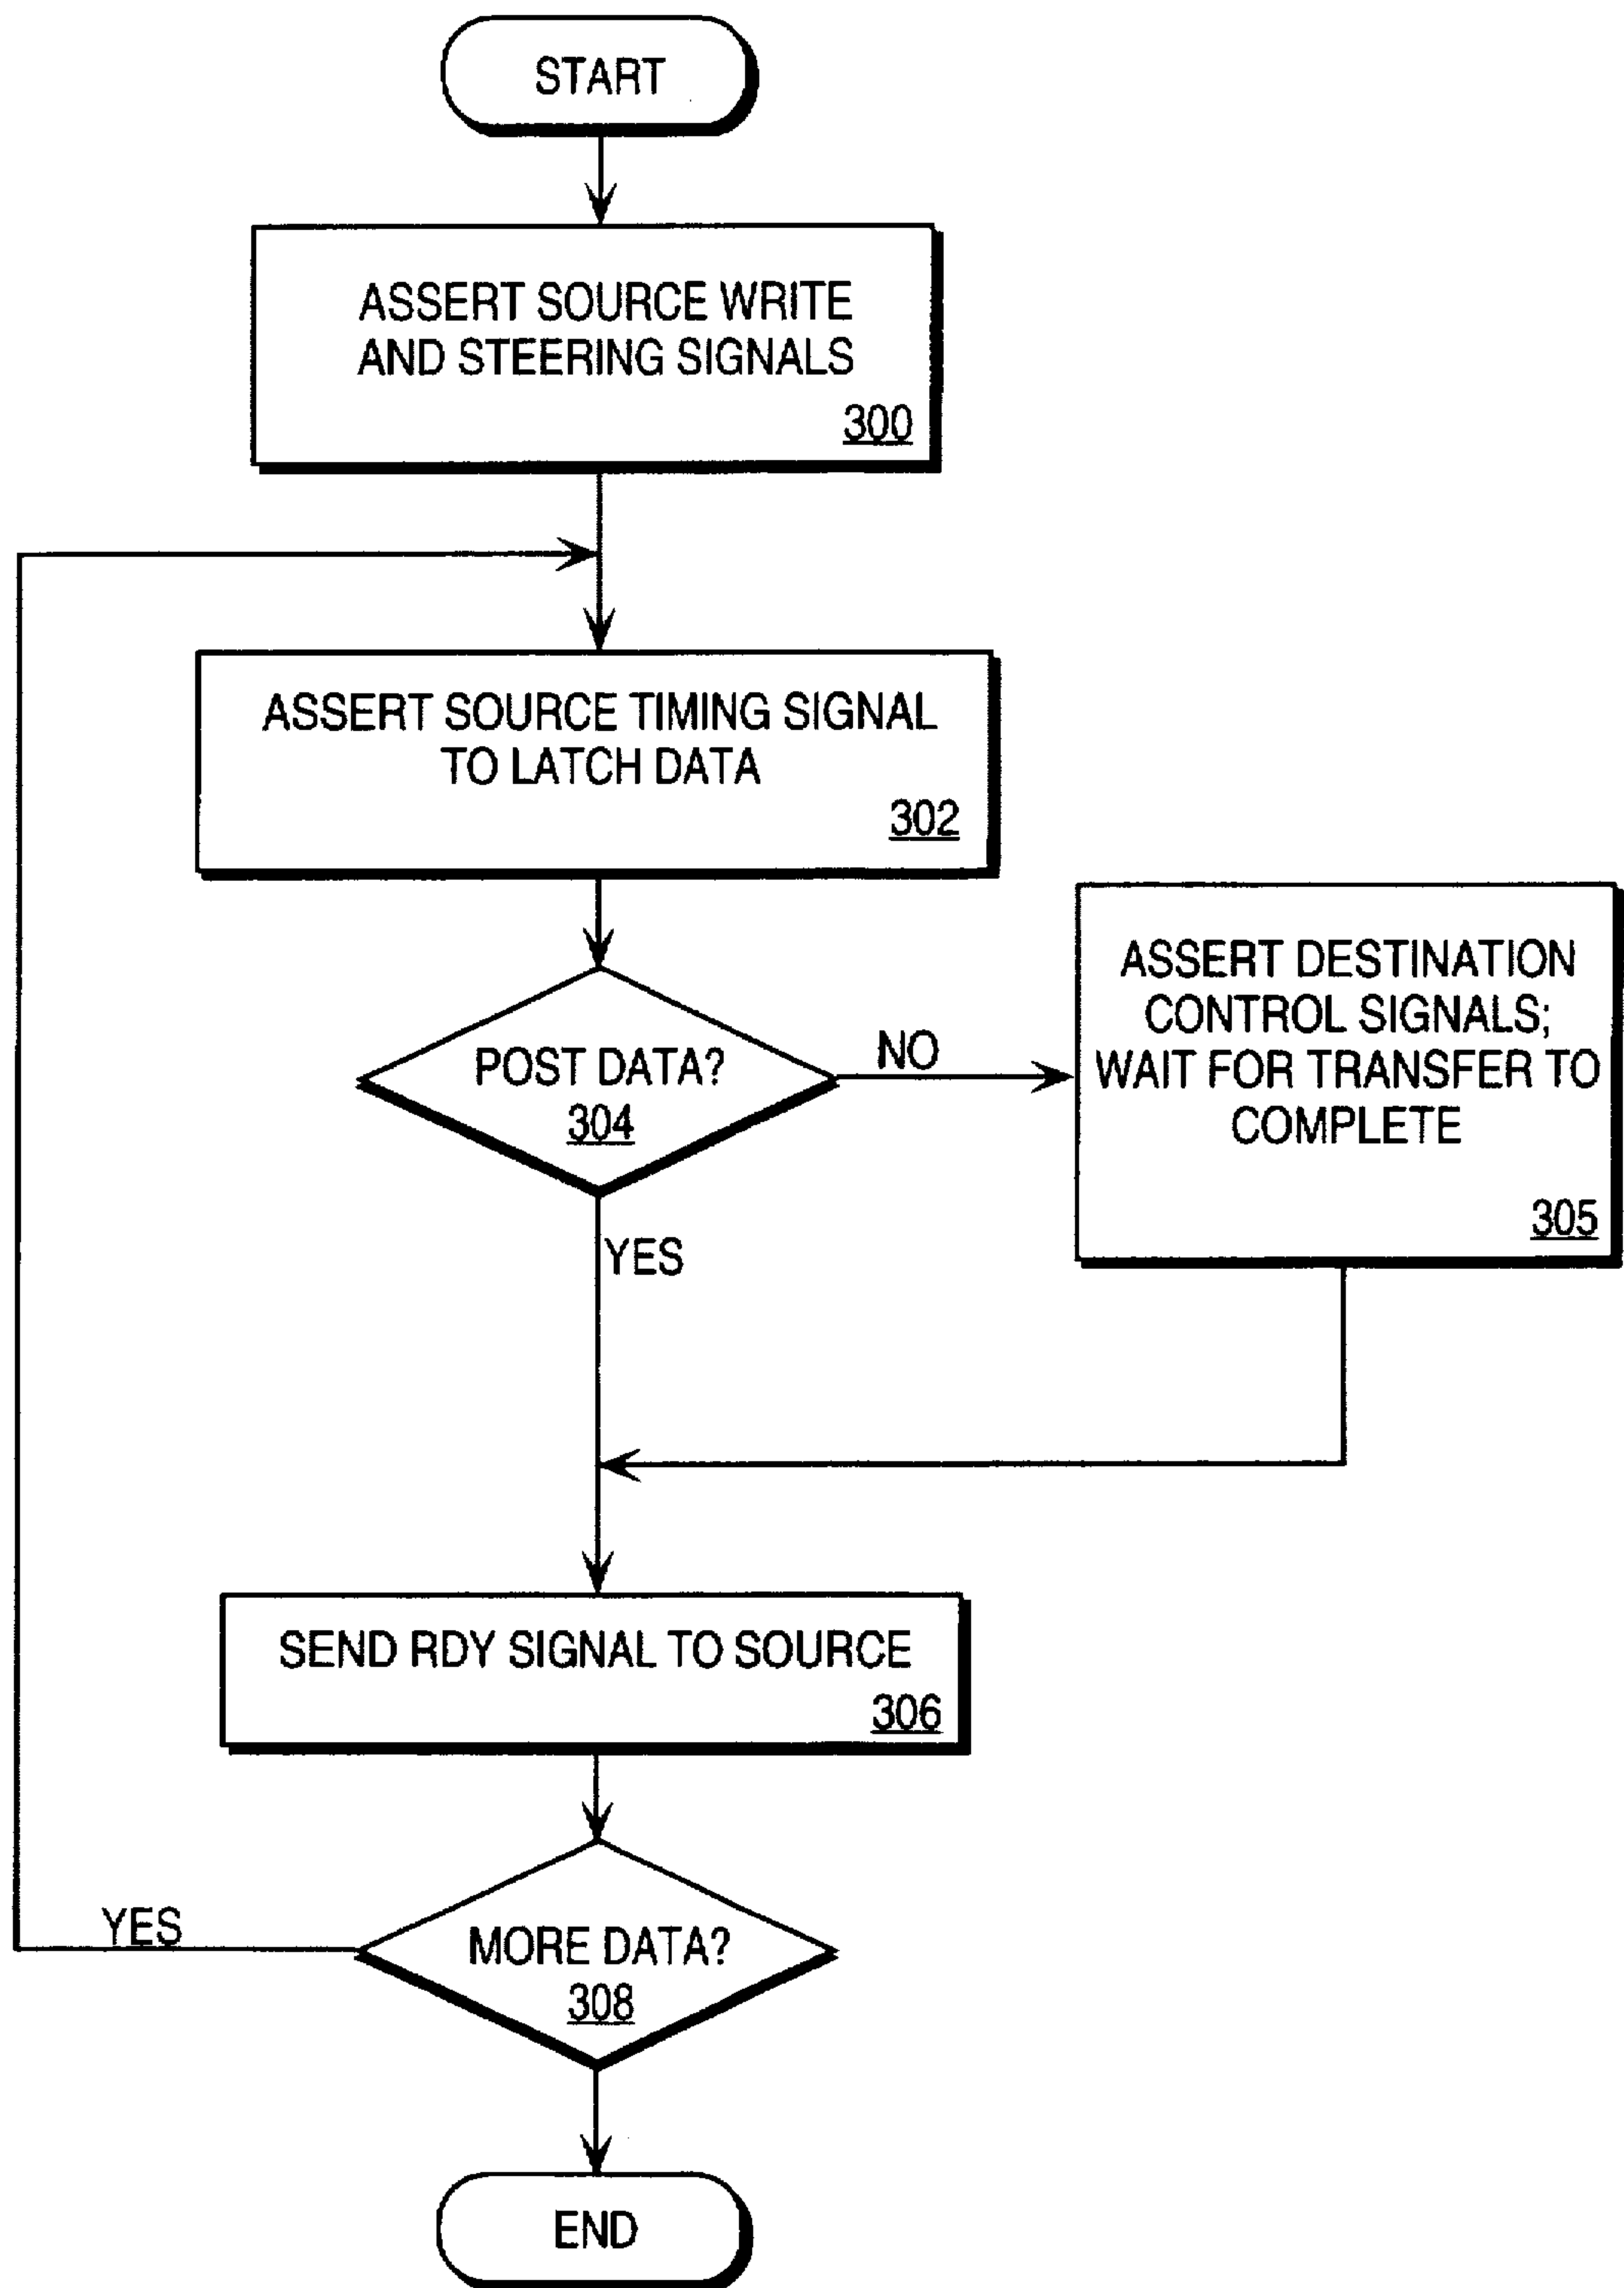 START
ASSERT SOURCE WRITE
AND STEERING SIGNALS
300
ASSERT SOURCE TIMING SIGNAL
TO LATCH DATA
302
POST DATA?
304
NO
YES
ASSERT DESTINATION
CONTROL SIGNALS;
WAIT FOR TRANSFER TO
COMPLETE
305
SEND RDY SIGNAL TO SOURCE
306
MORE DATA?
308
YES
END